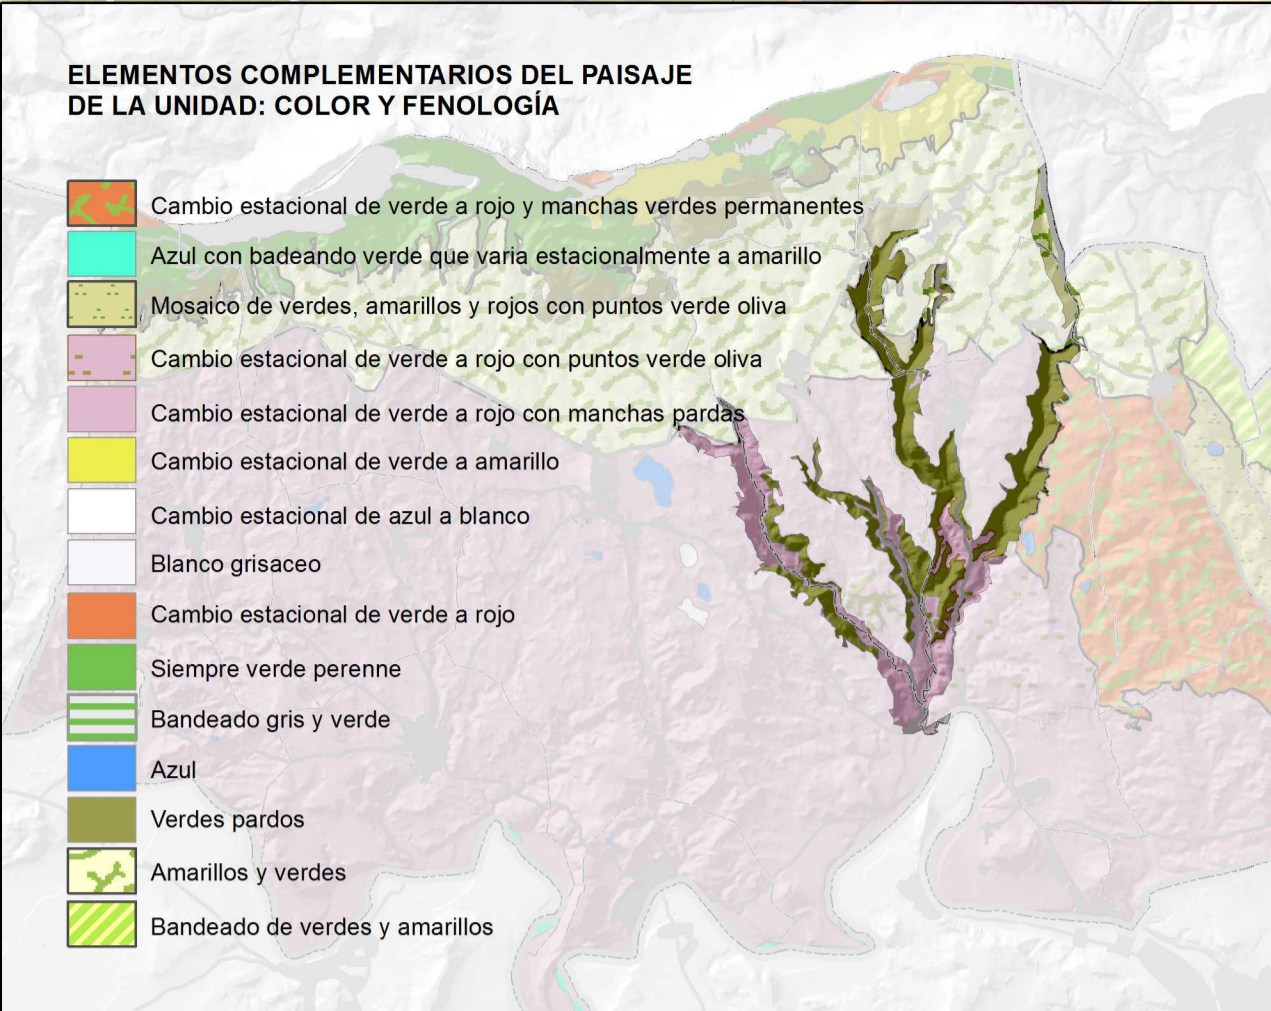 ELEMENTOS COMPLEMENTARIOS DEL PAISAJE
DE LA UNIDAD: COLOR Y FENOLOGÍA
Cambio estacional de verde a rojo y manchas verdes permanentes
Azul con badeando verde que varia estacionalmente a amarillo
Mosaico de verdes, amarillos y rojos con puntos verde oliva
Cambio estacional de verde a rojo con puntos verde oliva
Cambio estacional de verde a rojo con manchas pardas
Cambio estacional de verde a amarillo
Cambio estacional de azul a blanco
Blanco grisaceo
Cambio estacional de verde a rojo
Siempre verde perenne
Bandeado gris y verde
Azul
Verdes pardos
Amarillos y verdes
Bandeado de verdes y amarillos